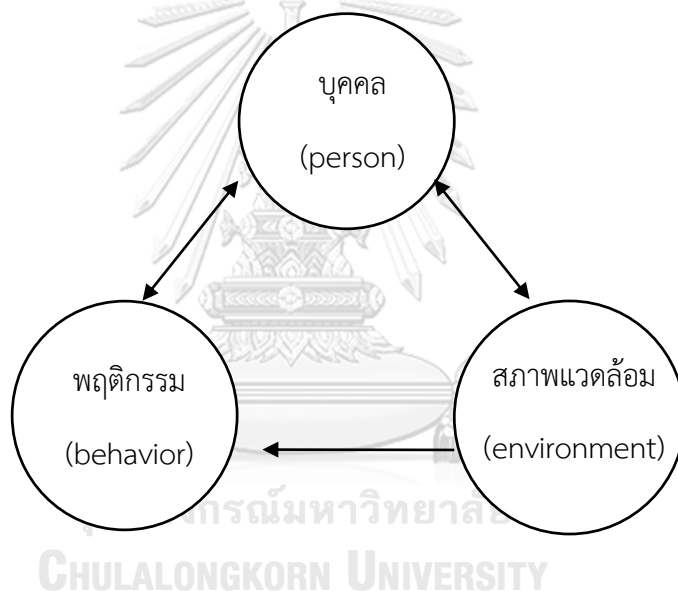 บุคคล
(person)
พฤติกรรม
(behavior)
สภาพแวดล้อม
(environment)
CHULALONGKORN UNIVERSITY